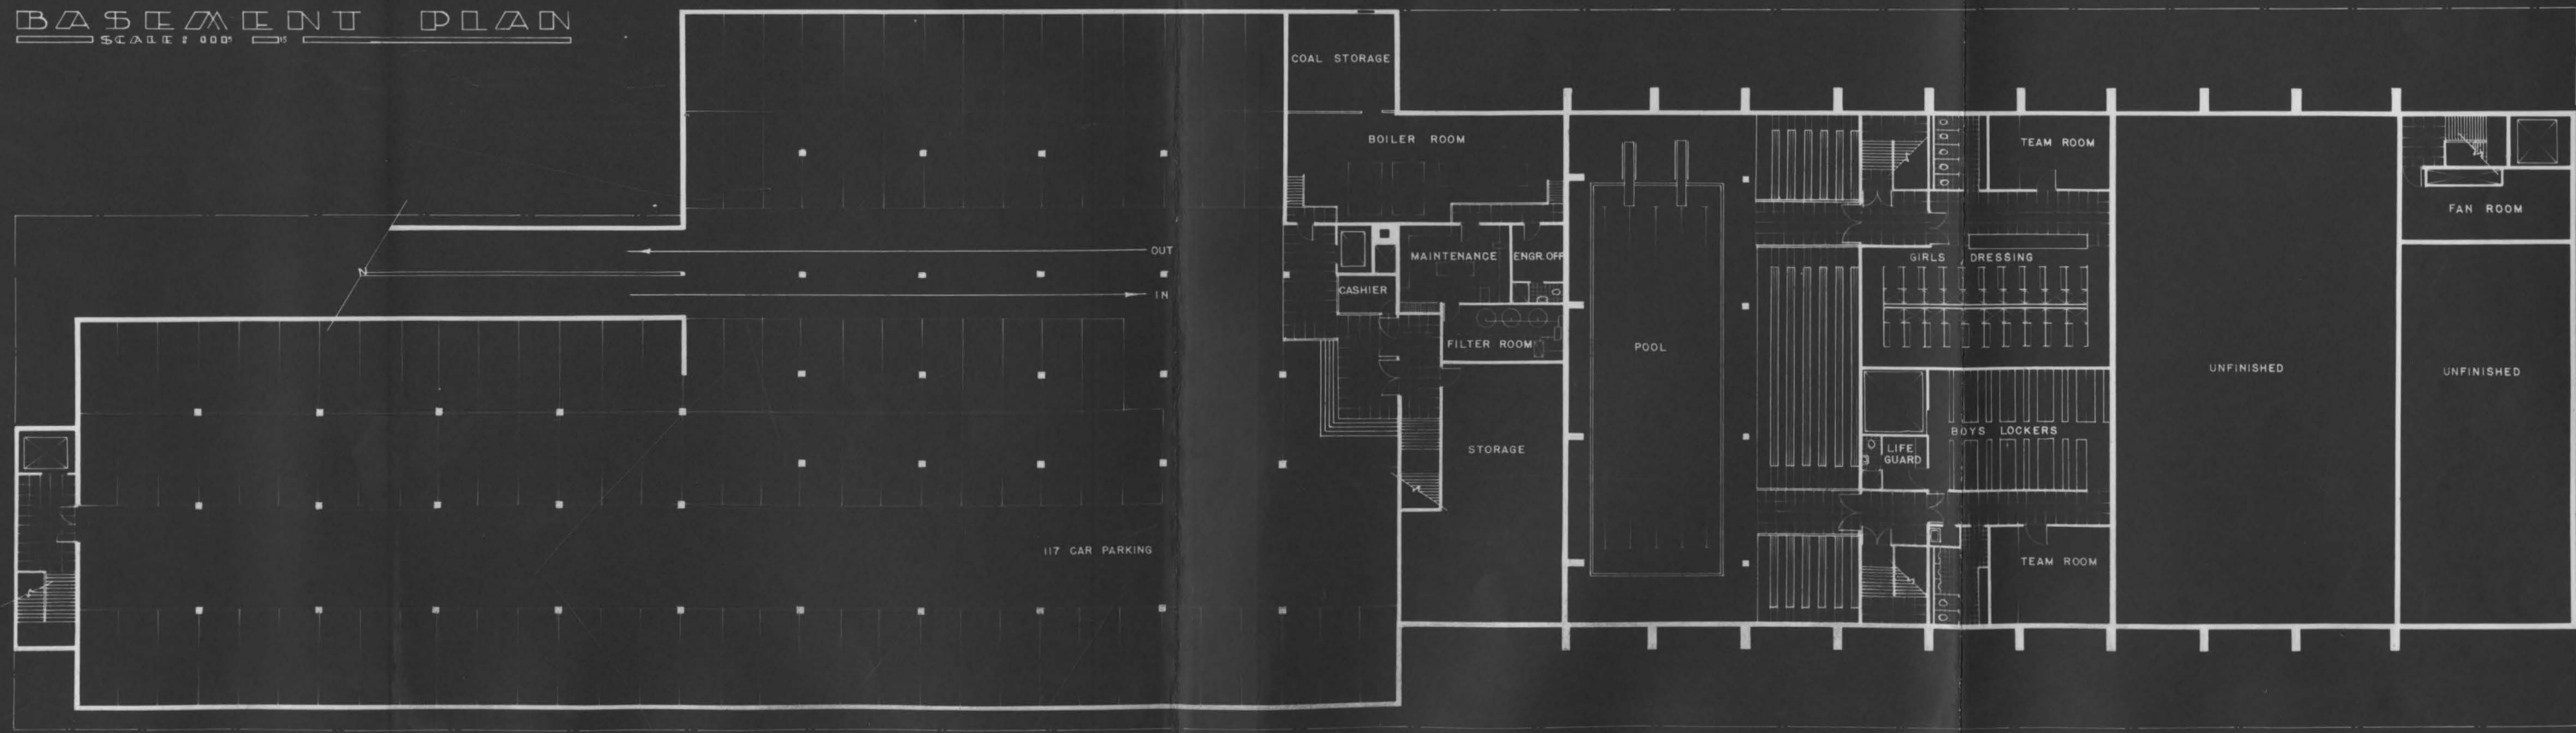 BASEMENT PLAN
COAL STORAGE
BOILER ROOM
TEAM ROOM
FAN ROOM
OUT
MAINTENANCE
ENGR. OFF
GIRLS DRESSING
CASHIER
IN
FILTER ROOM
POOL
UNFINISHED
UNFINISHED
BOYS LOCKERS
STORAGE
LIFE
GUARD
117 CAR PARKING
TEAM ROOM